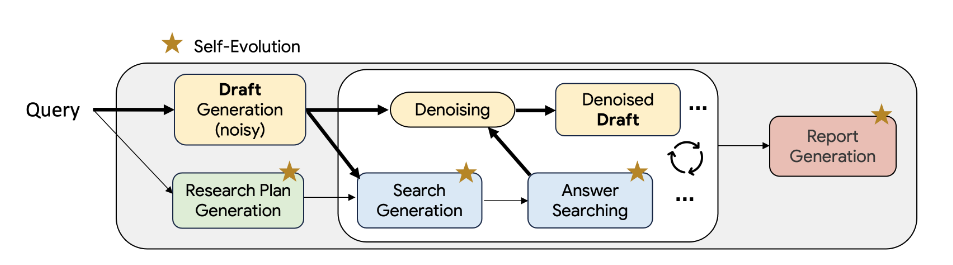 Self-Evolution
Query
Draft
Generation
(noisy)
Denoising
Denoised
Draft
...
Research Plan
Generation
Search
Generation
Answer
Searching
...
Report
Generation